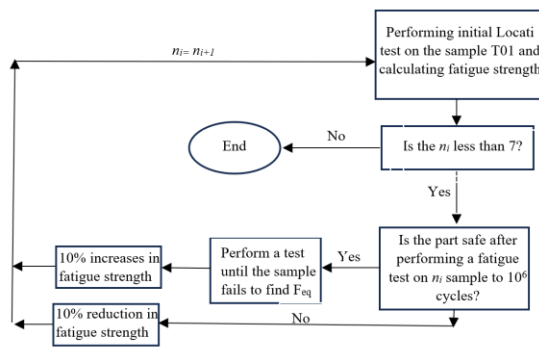 Performing initial Locati
test on the sample T01 and
calculating fatigue strength
nᵢ= nᵢ₊₁
End
No
Is the nᵢ less than 7?
Yes
Is the part safe after
performing a fatigue
test on nᵢ sample to 10⁶
cycles?
Yes
Perform a test
until the sample
fails to find Feq
10% increases in
fatigue strength
No
10% reduction in
fatigue strength